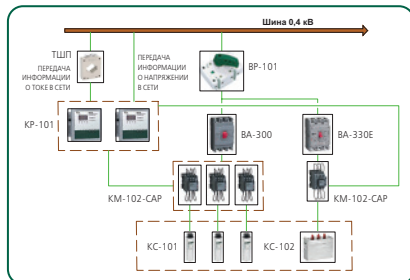 Шина 0,4 кВ
ТШП
ПЕРЕДАЧА
ИНФОРМАЦИИ
О ТОКЕ В СЕТИ
ПЕРЕДАЧА
ИНФОРМАЦИИ
О НАПРЯЖЕНИИ
В СЕТИ
ВР-101
КР-101
ВА-300
ВА-330Е
КМ-102-САР
КМ-102-САР
КС-101
КС-102